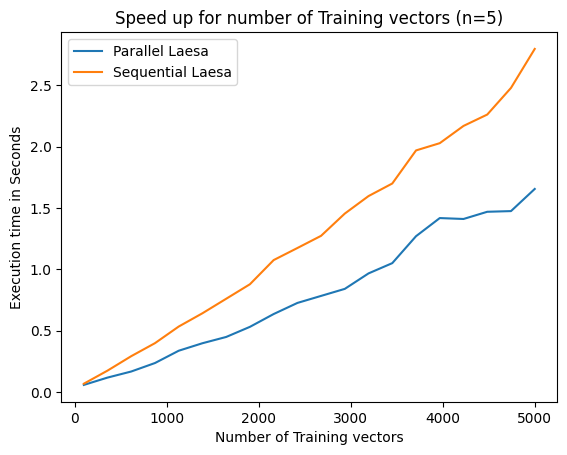 Speed up for number of Training vectors (n=5)
Parallel Laesa
Sequential Laesa
Execution time in Seconds
2.5
2.0
1.5
1.0
0.5
0.0
0 1000 2000 3000 4000 5000
Number of Training vectors